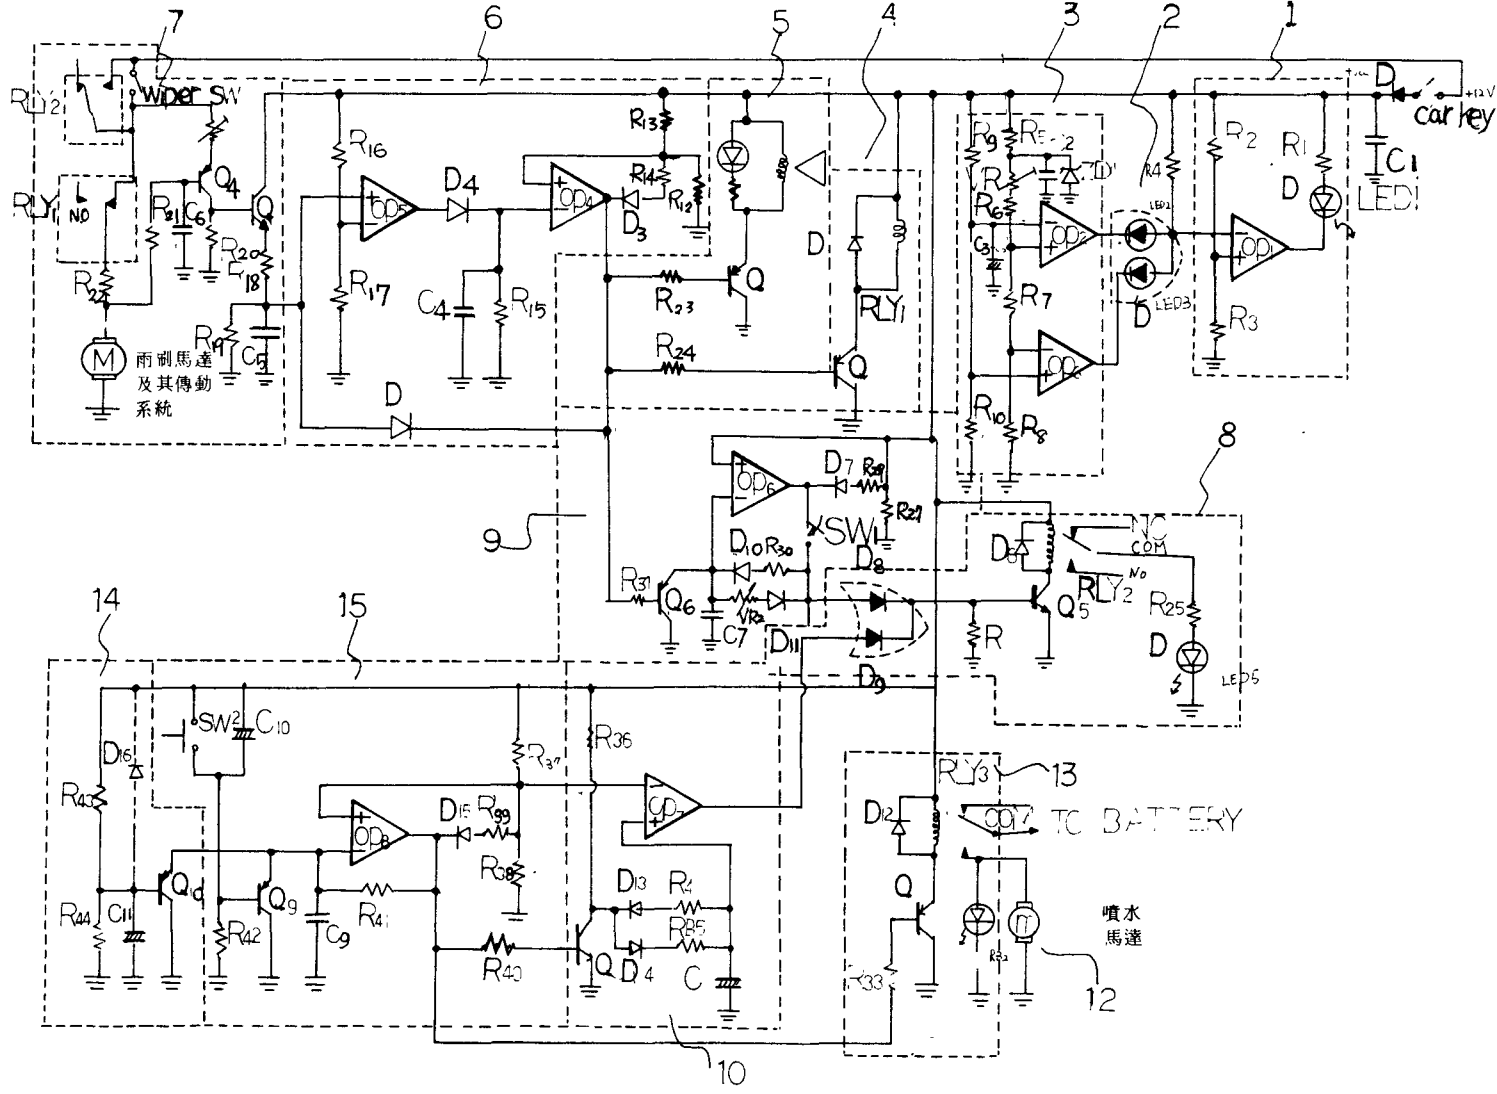 7
6
5
4
3
2
1
RLY2
Wiper SW
D
+12V
car key
C1
LED1
R1
D
R2
R3
OP1
R4
LED2
D
LED3
R9
R6
C3
R7
R10
R8
OP2
Q4
Q
R21
C6
R20
R18
RLY1
NO
R22
R19
C5
M
雨刷馬達
及其傳動
系統
R16
R17
OP5
D4
C4
R15
D
OP4
R13
R14
R12
D3
R23
Q
R24
D
RLY1
Q
8
9
OP6
D7
R27
SW1
D10
R30
D8
R31
Q6
VR2
C7
D11
D9
R
Q5
RLY2
NC
COM
NO
R25
D
LED5
14
15
SW2
C10
D16
R43
R44
C11
Q10
R42
Q9
C9
R41
OP8
D15
R37
R38
R40
R36
OP7
D13
D14
R4
Q
C
10
RLY3
13
D12
COM
TO BATTERY
Q
R33
m
噴水
馬達
12